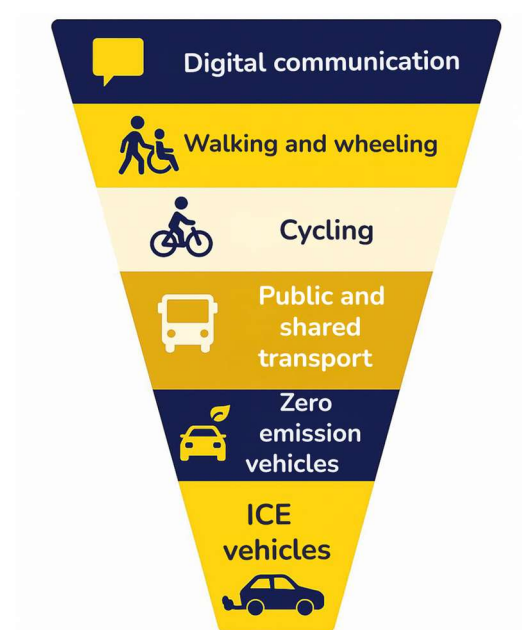 Digital communication
Walking and wheeling
Cycling
Public and
shared
transport
Zero
emission
vehicles
ICE
vehicles